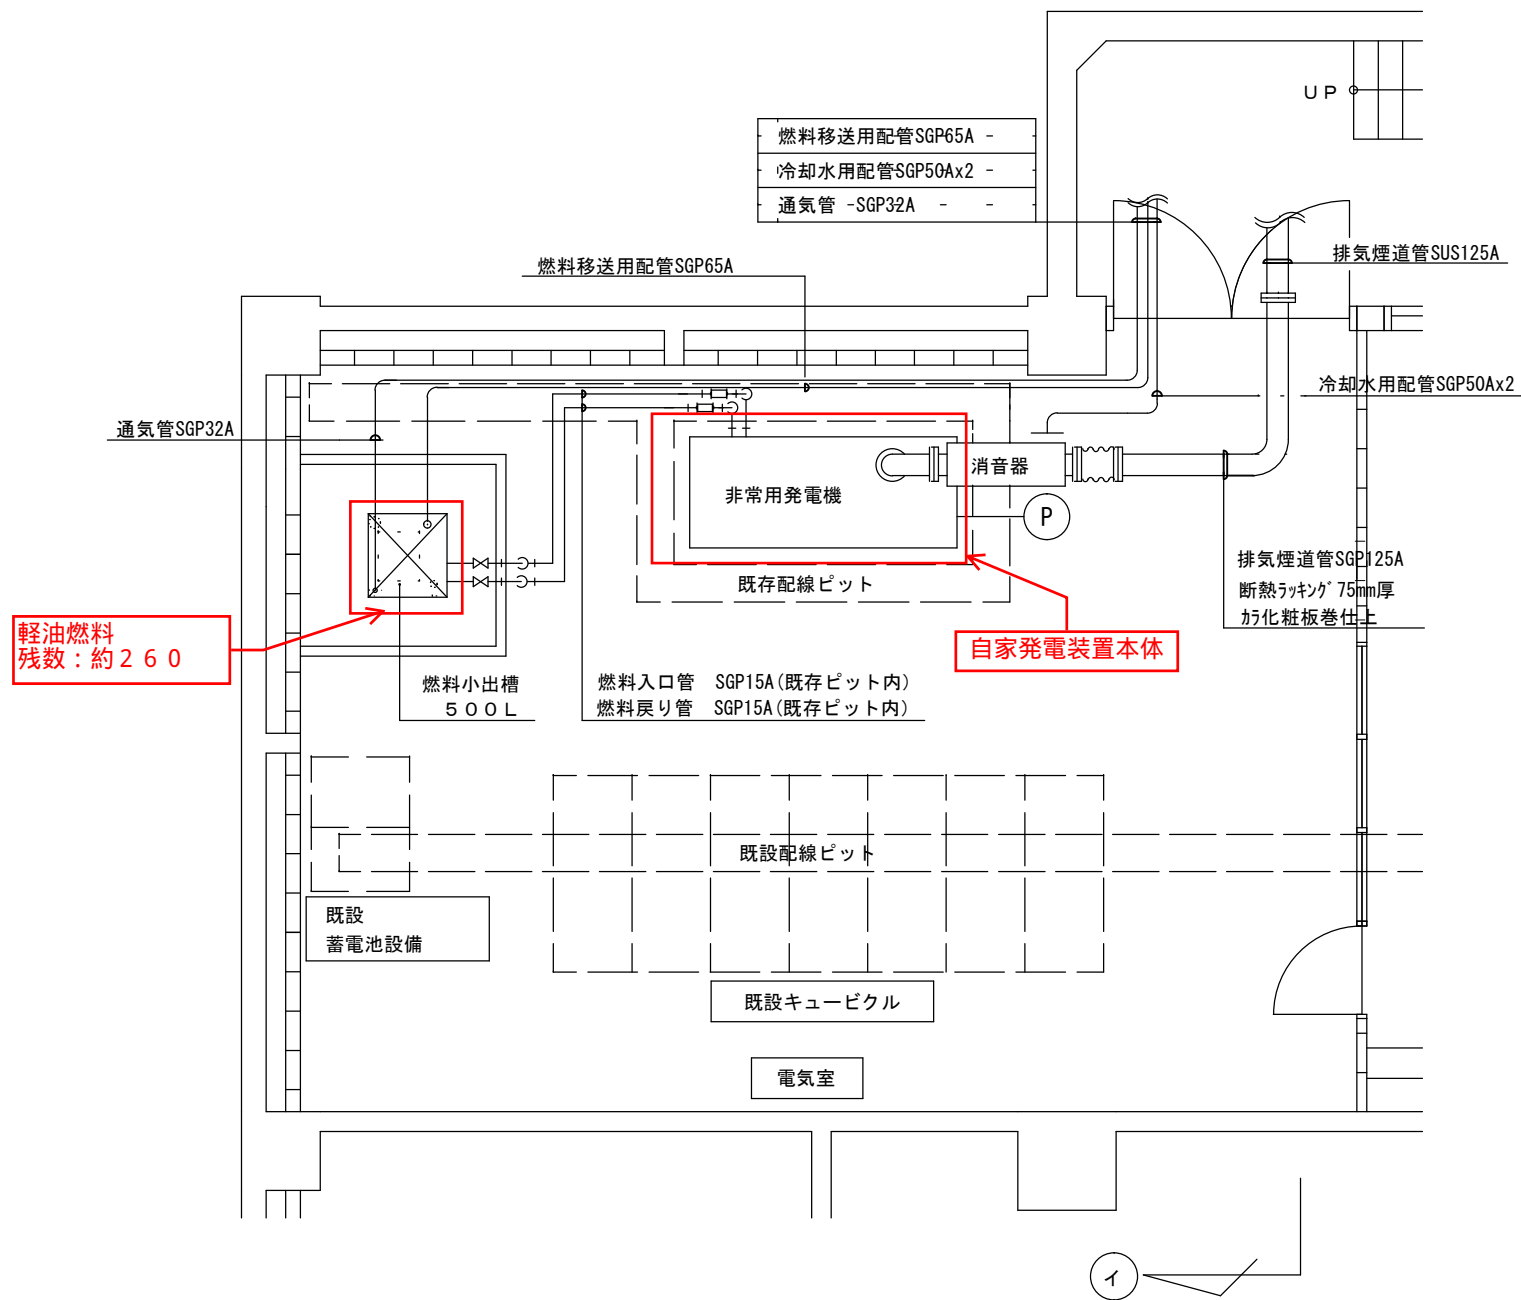 UP
燃料移送用配管SGP65A
冷却水用配管SGP50Ax2
通気管 -SGP32A
排気煙道管SUS125A
燃料移送用配管SGP65A
冷却水用配管SGP50Ax2
通気管SGP32A
消音器
非常用発電機
P
排気煙道管SGP125A
断熱ラッキング75mm厚
カラ化粧板巻仕上
既存配線ピット
軽油燃料
残数：約２６０
自家発電装置本体
燃料小出槽
５００Ｌ
燃料入口管 SGP15A(既存ピット内)
燃料戻り管 SGP15A(既存ピット内)
既設配線ピット
既設
蓄電池設備
既設キュービクル
電気室
イ